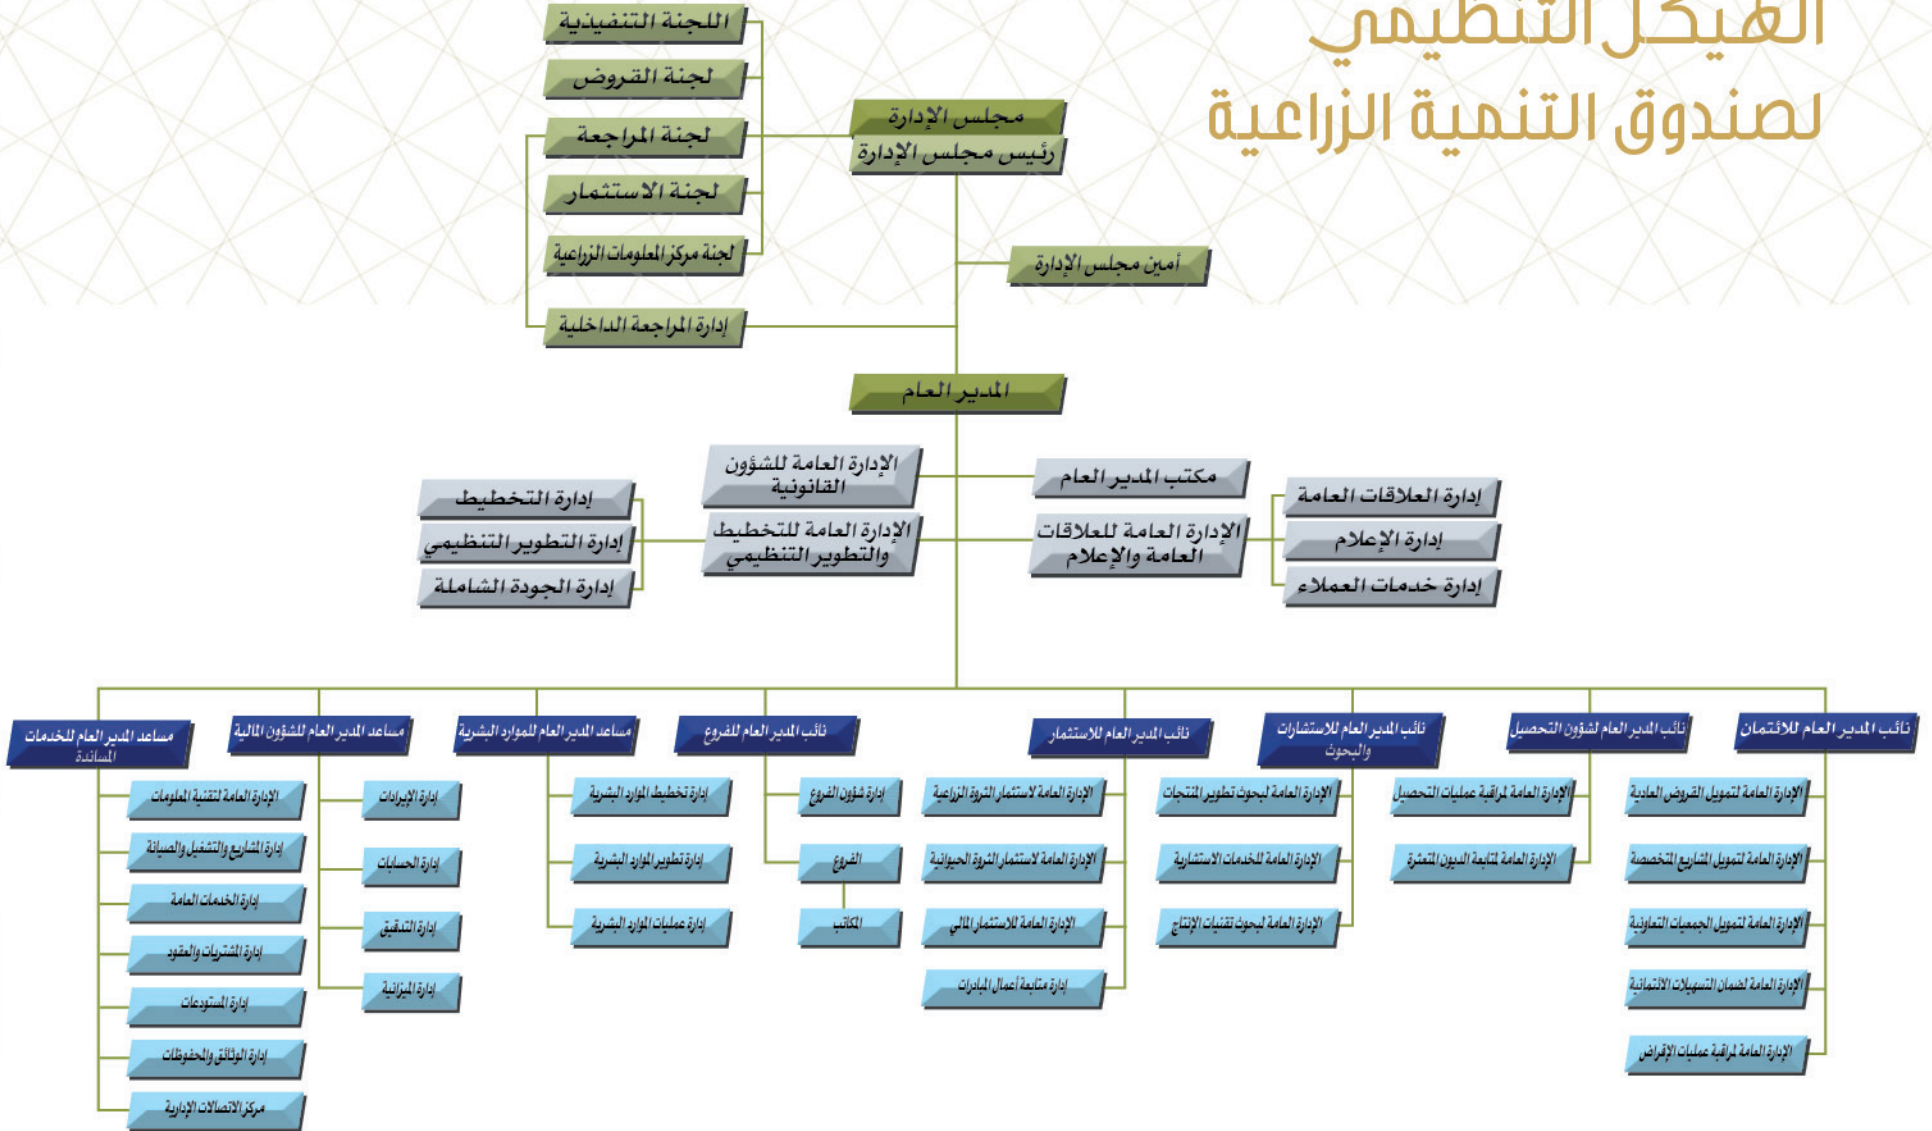 الهيكل التنظيمي
لصندوق التنمية الزراعية
مجلس الإدارة
رئيس مجلس الإدارة
اللجنة التنفيذية
لجنة القروض
لجنة المراجعة
لجنة الاستثمار
لجنة مركز المعلومات الزراعية
أمين مجلس الإدارة
إدارة المراجعة الداخلية
المدير العام
مكتب المدير العام
الإدارة العامة للشؤون
القانونية
الإدارة العامة للعلاقات
العامة والإعلام
إدارة العلاقات العامة
إدارة الإعلام
إدارة خدمات العملاء
الإدارة العامة للتخطيط
والتطوير التنظيمي
إدارة التخطيط
إدارة التطوير التنظيمي
إدارة الجودة الشاملة
نائب المدير العام للائتمان
الإدارة العامة لتمويل القروض العادية
الإدارة العامة لتمويل المشاريع المتخصصة
الإدارة العامة لتمويل الجمعيات التعاونية
الإدارة العامة لضمان التسهيلات الائتمانية
الإدارة العامة لمراقبة عمليات الإقراض
نائب المدير العام لشؤون التحصيل
الإدارة العامة لمراقبة عمليات التحصيل
الإدارة العامة لمتابعة الديون المتعثرة
نائب المدير العام للاستشارات
والبحوث
الإدارة العامة لبحوث تطوير المنتجات
الإدارة العامة للخدمات الاستشارية
الإدارة العامة لبحوث تقنيات الإنتاج
نائب المدير العام للاستثمار
الإدارة العامة لاستثمار الثروة الزراعية
الإدارة العامة لاستثمار الثروة الحيوانية
الإدارة العامة للاستثمار المالي
إدارة متابعة أعمال المبادرات
نائب المدير العام للفروع
إدارة شؤون الفروع
الفروع
المكاتب
مساعد المدير العام للموارد البشرية
إدارة تخطيط الموارد البشرية
إدارة تطوير الموارد البشرية
إدارة عمليات الموارد البشرية
مساعد المدير العام للشؤون المالية
إدارة الإيرادات
إدارة الحسابات
إدارة التدقيق
إدارة الميزانية
مساعد المدير العام للخدمات
المساندة
الإدارة العامة لتقنية المعلومات
إدارة المشاريع والتشغيل والصيانة
إدارة الخدمات العامة
إدارة المشتريات والعقود
إدارة المستودعات
إدارة الوثائق والمحفوظات
مركز الاتصالات الإدارية